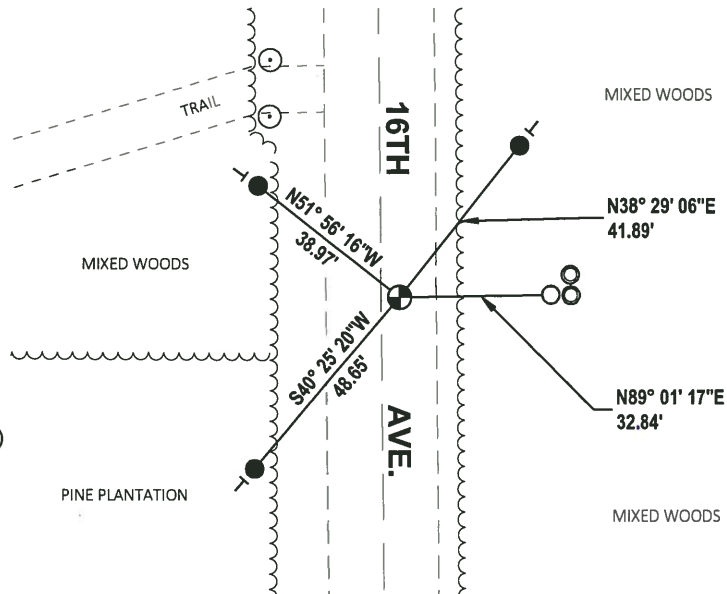 MIXED WOODS
TRAIL
16TH
N51° 56' 16"W
38.97'
N38° 29' 06"E
41.89'
MIXED WOODS
S40° 25' 20"W
48.65'
N89° 01' 17"E
32.84'
AVE.
PINE PLANTATION
MIXED WOODS